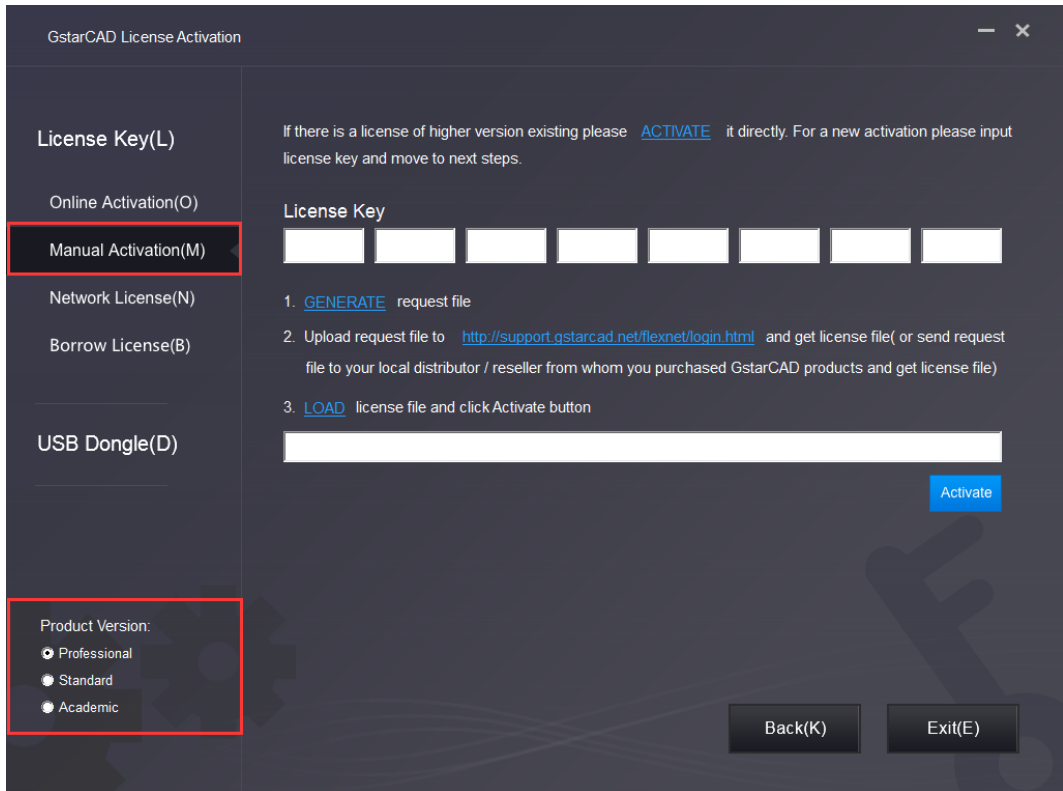 GstarCAD License Activation
License Key(L)
Online Activation(O)
Manual Activation(M)
Network License(N)
Borrow License(B)
USB Dongle(D)
Product Version:
Professional
Standard
Academic
If there is a license of higher version existing please ACTIVATE it directly. For a new activation please input
license key and move to next steps.
License Key
1. GENERATE request file
2. Upload request file to http://support.gstarcad.net/flexnet/login.html and get license file( or send request
file to your local distributor / reseller from whom you purchased GstarCAD products and get license file)
3. LOAD license file and click Activate button
Activate
Back(K)
Exit(E)